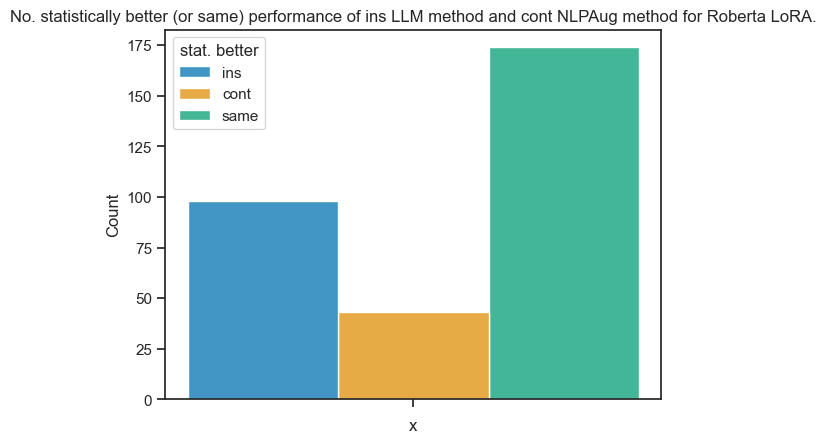 No. statistically better (or same) performance of ins LLM method and cont NLPAug method for Roberta LoRA.
stat. better
ins
cont
same
175
150
125
100
75
50
25
0
Count
x